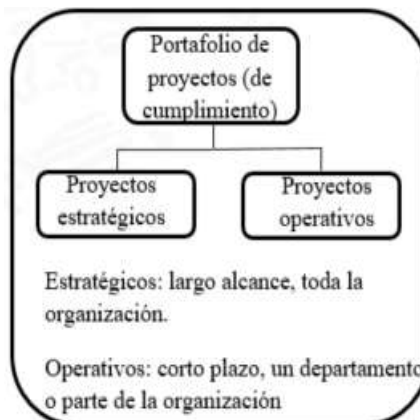 Portafolio de
proyectos (de
cumplimiento)
Proyectos
estratégicos
Proyectos
operativos
Estratégicos: largo alcance, toda la
organización.
Operativos: corto plazo, un departamento
o parte de la organización